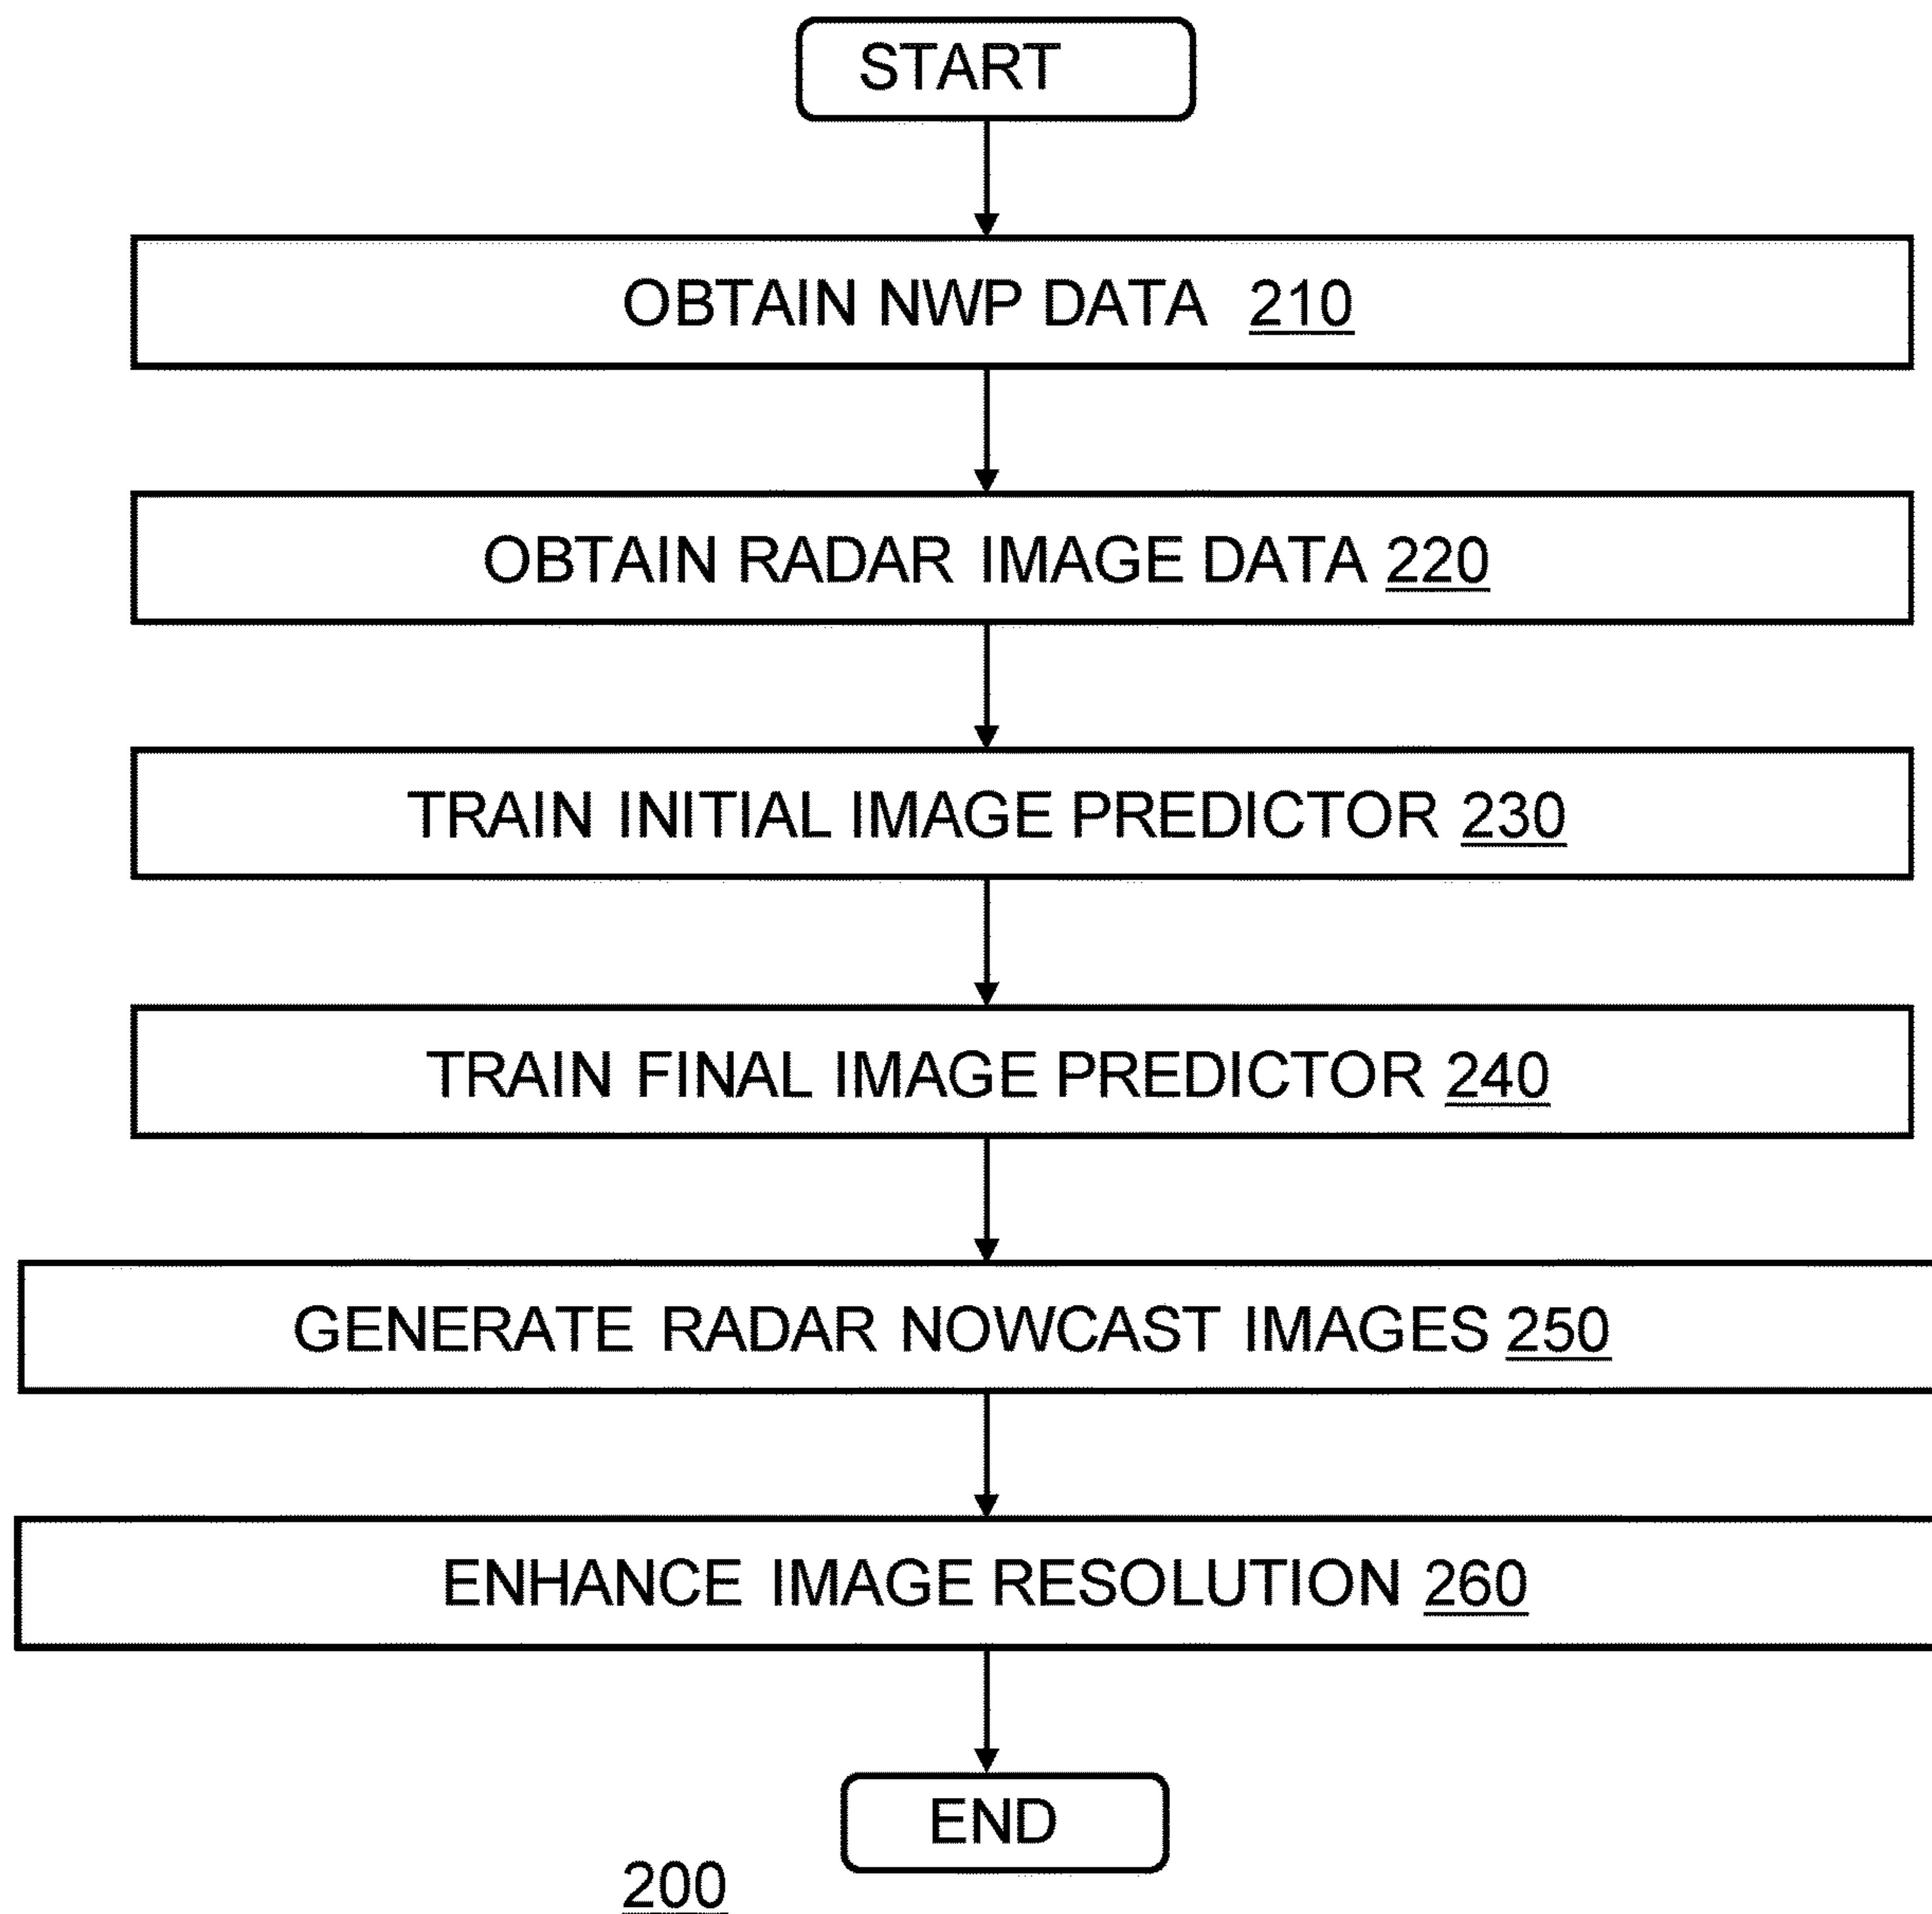 START
OBTAIN NWP DATA 210
OBTAIN RADAR IMAGE DATA 220
TRAIN INITIAL IMAGE PREDICTOR 230
TRAIN FINAL IMAGE PREDICTOR 240
GENERATE RADAR NOWCAST IMAGES 250
ENHANCE IMAGE RESOLUTION 260
END
200